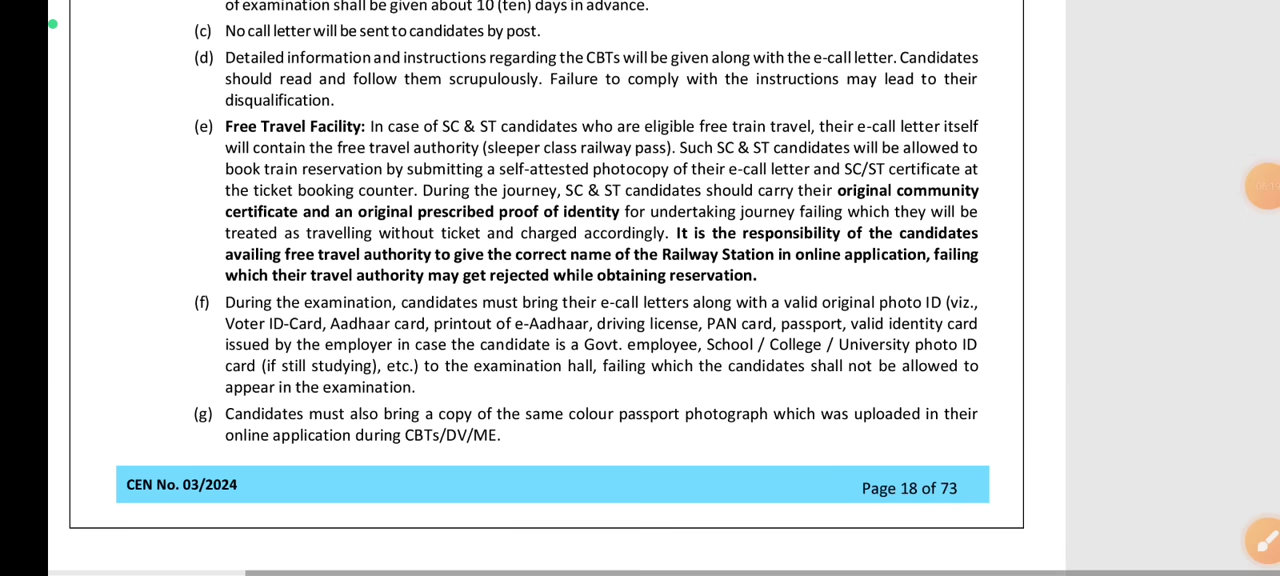 of examination shall be given about 10 (ten) days in advance.
(c) No call letter will be sent to candidates by post.
(d) Detailed information and instructions regarding the CBTs will be given along with the e-call letter. Candidates
should read and follow them scrupulously. Failure to comply with the instructions may lead to their
disqualification.
(e) Free Travel Facility: In case of SC & ST candidates who are eligible free train travel, their e-call letter itself
will contain the free travel authority (sleeper class railway pass). Such SC & ST candidates will be allowed to
book train reservation by submitting a self-attested photocopy of their e-call letter and SC/ST certificate at
the ticket booking counter. During the journey, SC & ST candidates should carry their original community
certificate and an original prescribed proof of identity for undertaking journey failing which they will be
treated as travelling without ticket and charged accordingly. It is the responsibility of the candidates
availing free travel authority to give the correct name of the Railway Station in online application, failing
which their travel authority may get rejected while obtaining reservation.
(f) During the examination, candidates must bring their e-call letters along with a valid original photo ID (viz.,
Voter ID-Card, Aadhaar card, printout of e-Aadhaar, driving license, PAN card, passport, valid identity card
issued by the employer in case the candidate is a Govt. employee, School / College / University photo ID
card (if still studying), etc.) to the examination hall, failing which the candidates shall not be allowed to
appear in the examination.
(g) Candidates must also bring a copy of the same colour passport photograph which was uploaded in their
online application during CBTs/DV/ME.
CEN No. 03/2024
Page 18 of 73